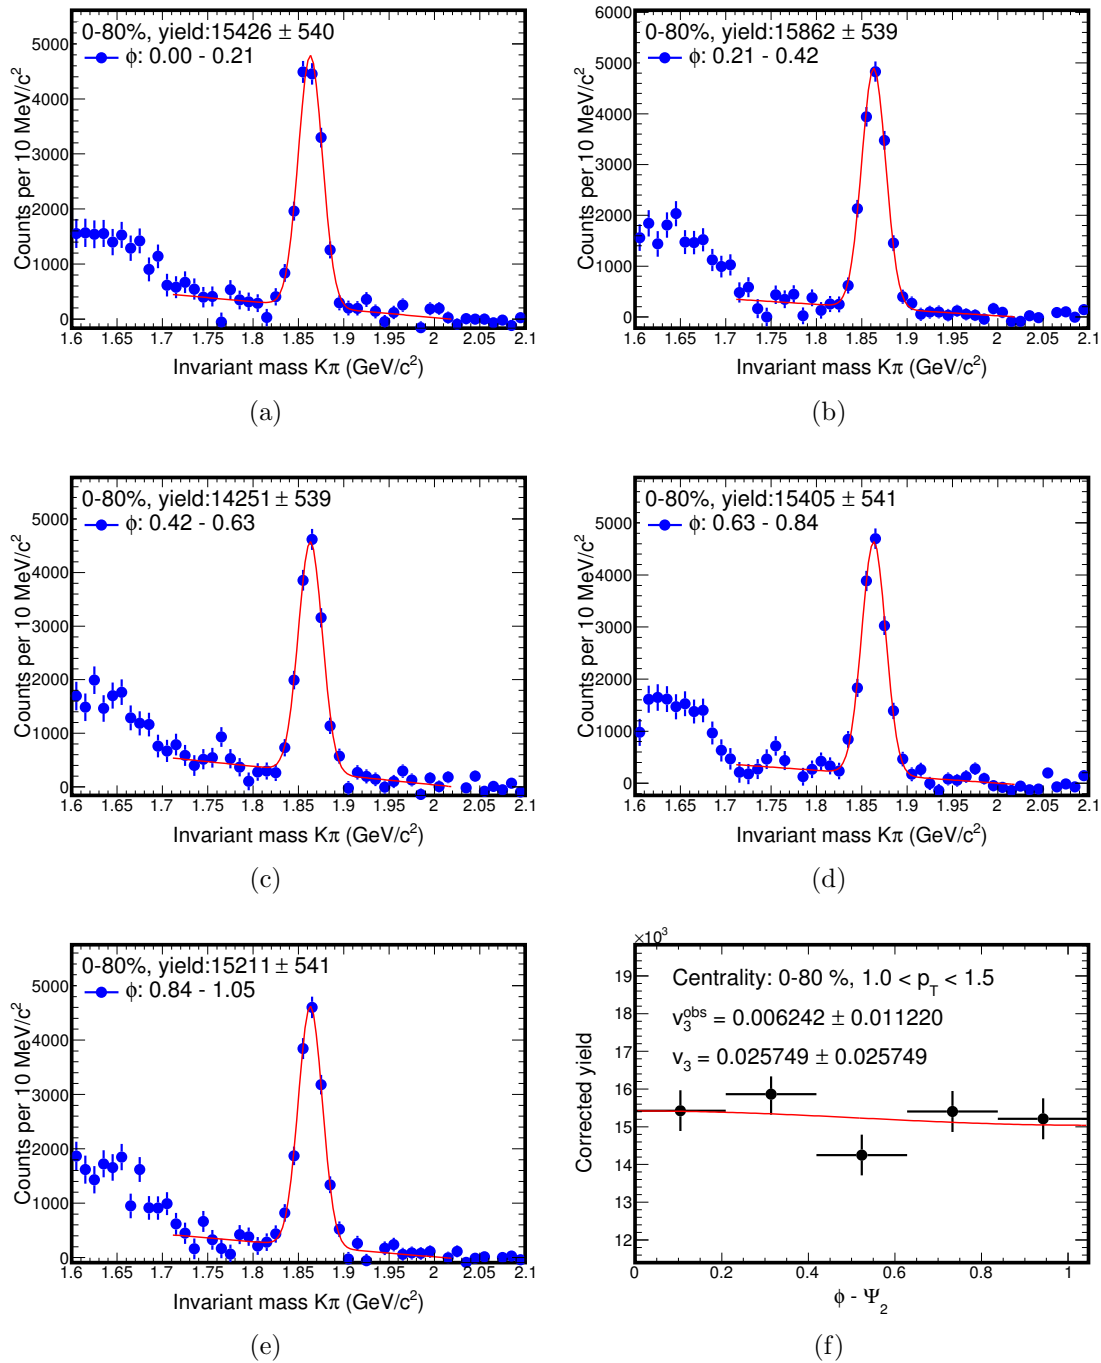 0-80%, yield:15426 ± 540
ϕ: 0.00 - 0.21
Counts per 10 MeV/c²
5000
4000
3000
2000
1000
0
1.6 1.65 1.7 1.75 1.8 1.85 1.9 1.95 2 2.05 2.1
Invariant mass Kπ (GeV/c²)
(a)
0-80%, yield:15862 ± 539
ϕ: 0.21 - 0.42
Counts per 10 MeV/c²
6000
5000
4000
3000
2000
1000
0
1.6 1.65 1.7 1.75 1.8 1.85 1.9 1.95 2 2.05 2.1
Invariant mass Kπ (GeV/c²)
(b)
0-80%, yield:14251 ± 539
ϕ: 0.42 - 0.63
Counts per 10 MeV/c²
5000
4000
3000
2000
1000
0
1.6 1.65 1.7 1.75 1.8 1.85 1.9 1.95 2 2.05 2.1
Invariant mass Kπ (GeV/c²)
(c)
0-80%, yield:15405 ± 541
ϕ: 0.63 - 0.84
Counts per 10 MeV/c²
5000
4000
3000
2000
1000
0
1.6 1.65 1.7 1.75 1.8 1.85 1.9 1.95 2 2.05 2.1
Invariant mass Kπ (GeV/c²)
(d)
0-80%, yield:15211 ± 541
ϕ: 0.84 - 1.05
Counts per 10 MeV/c²
5000
4000
3000
2000
1000
0
1.6 1.65 1.7 1.75 1.8 1.85 1.9 1.95 2 2.05 2.1
Invariant mass Kπ (GeV/c²)
(e)
×10³
Centrality: 0-80 %, 1.0 < p_T < 1.5
v₃^obs = 0.006242 ± 0.011220
v₃ = 0.025749 ± 0.025749
Corrected yield
19
18
17
16
15
14
13
12
0 0.2 0.4 0.6 0.8 1
ϕ - Ψ₂
(f)